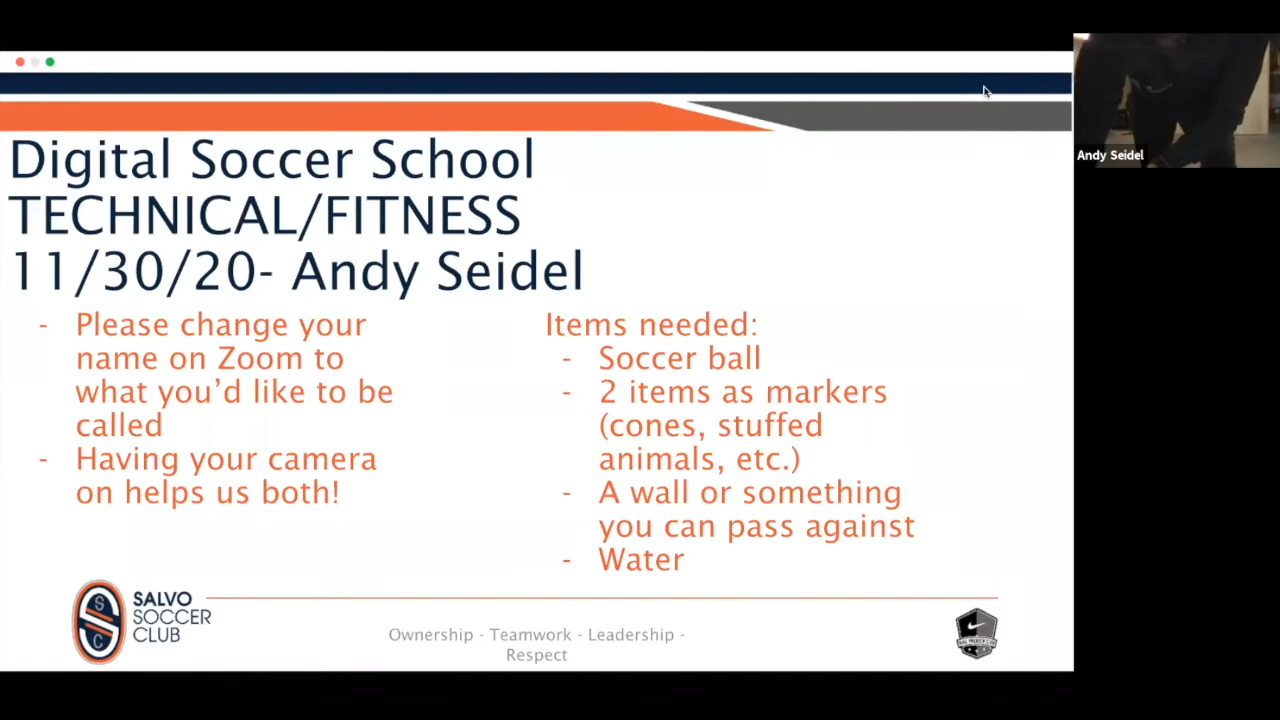 Digital Soccer School
TECHNICAL/FITNESS
11/30/20- Andy Seidel
- Please change your
name on Zoom to
what you'd like to be
called
- Having your camera
on helps us both!
Items needed:
- Soccer ball
- 2 items as markers
(cones, stuffed
animals, etc.)
- A wall or something
you can pass against
- Water
SALVO
SOCCER
CLUB
S
C
Ownership - Teamwork - Leadership -
Respect
Andy Seidel